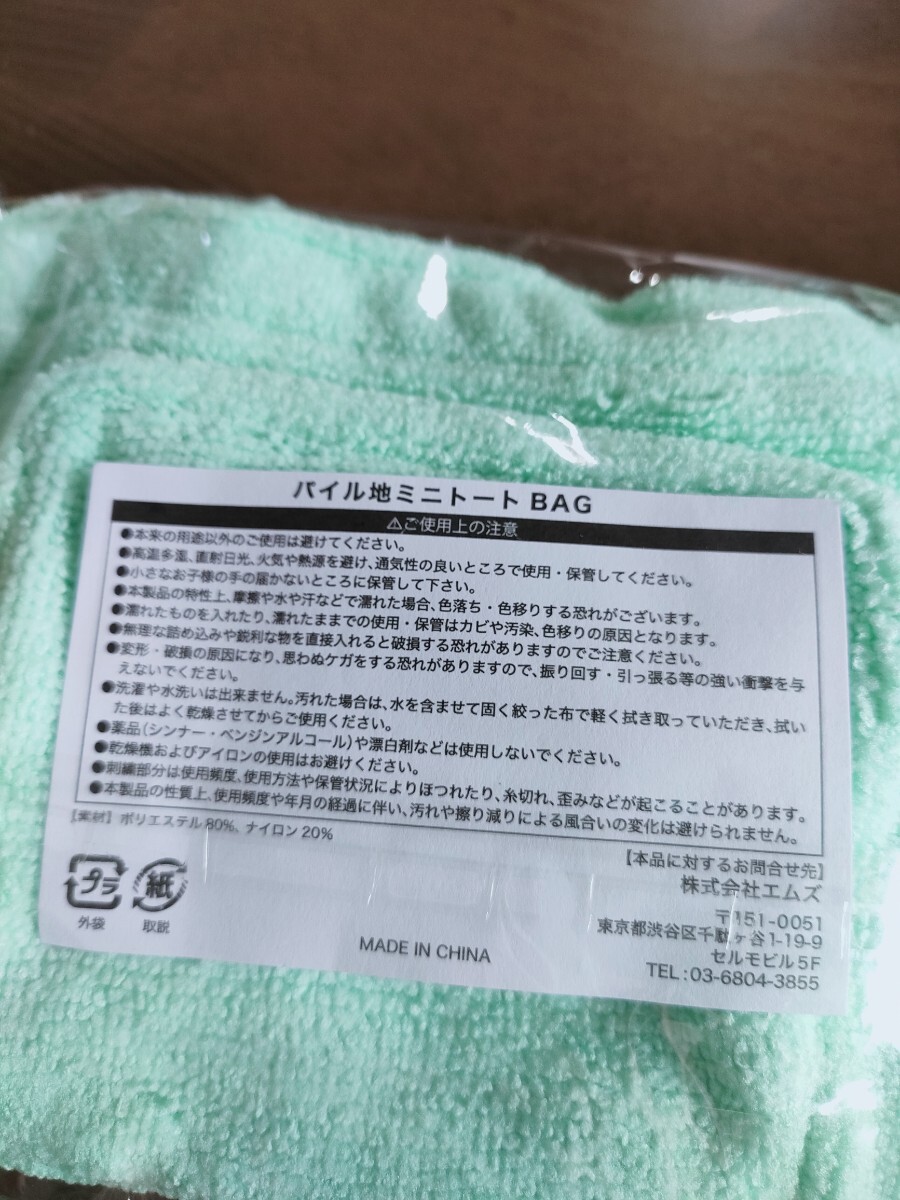 パイル地ミニトート BAG
⚠ご使用上の注意
●本来の用途以外のご使用は避けてください。
●高温多湿、直射日光、火気や熱源を避け、通気性の良いところで使用・保管してください。
●小さなお子様の手の届かないところに保管して下さい。
●本製品の特性上、摩擦や水や汗などで濡れた場合、色落ち・色移りする恐れがございます。
●濡れたものを入れたり、濡れたままでの使用・保管はカビや汚染、色移りの原因となります。
●無理な詰め込みや鋭利な物を直接入れると破損する恐れがありますのでご注意ください。
●変形・破損の原因になり、思わぬケガをする恐れがありますので、振り回す・引っ張る等の強い衝撃を与
えないでください。
●洗濯や水洗いは出来ません。汚れた場合は、水を含ませて固く絞った布で軽く拭き取っていただき、拭い
た後はよく乾燥させてからご使用ください。
●薬品(シンナー・ベンジンアルコール)や漂白剤などは使用しないでください。
●乾燥機およびアイロンの使用はお避けください。
●刺繍部分は使用頻度、使用方法や保管状況によりほつれたり、糸切れ、歪みなどが起こることがあります。
●本製品の性質上、使用頻度や年月の経過に伴い、汚れや擦り減りによる風合いの変化は避けられません。
【素材】ポリエステル80%、ナイロン20%
【本品に対するお問合せ先】
株式会社エムズ
〒151-0051
東京都渋谷区千駄ヶ谷1-19-9
セルモビル5F
TEL:03-6804-3855
プラ
外袋
紙
取説
MADE IN CHINA